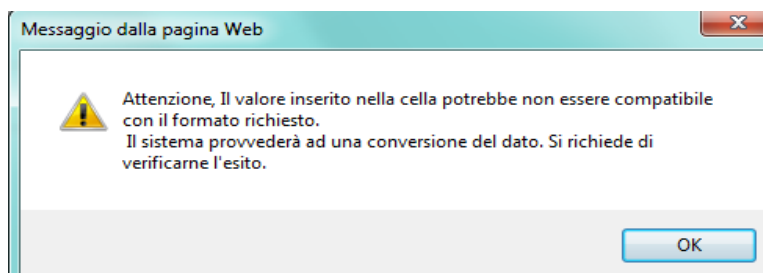 Messaggio dalla pagina Web
Attenzione, Il valore inserito nella cella potrebbe non essere compatibile
con il formato richiesto.
Il sistema provvederà ad una conversione del dato. Si richiede di
verificarne l'esito.
OK